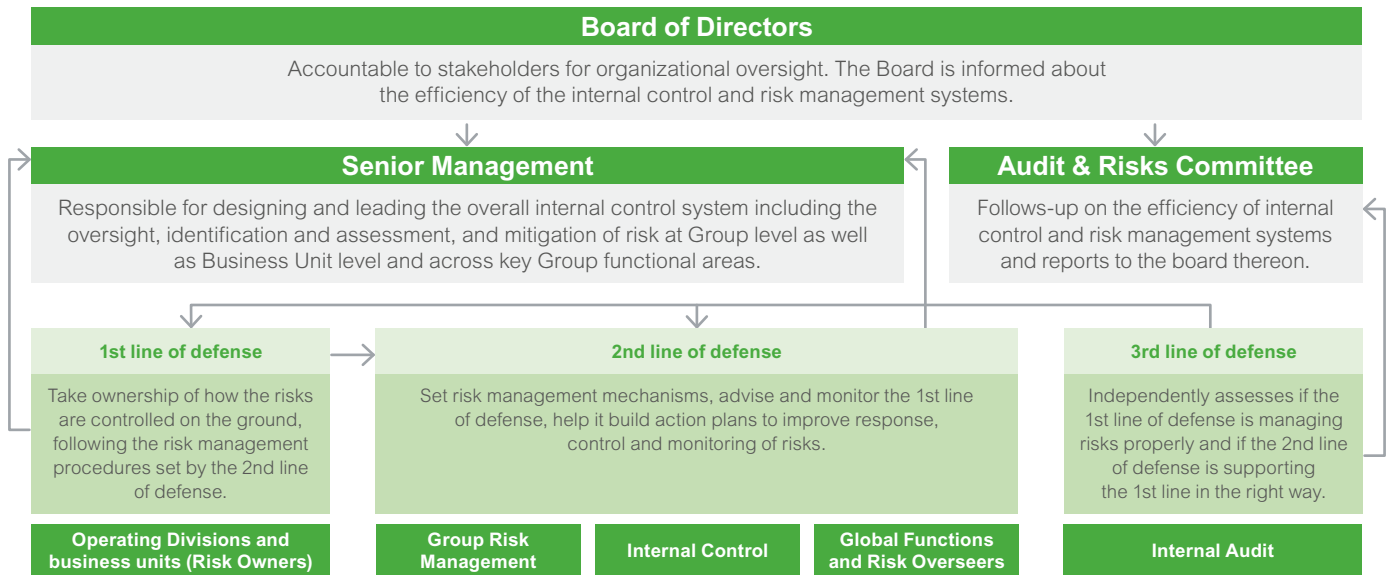 Board of Directors
Accountable to stakeholders for organizational oversight. The Board is informed about
the efficiency of the internal control and risk management systems.
Senior Management
Responsible for designing and leading the overall internal control system including the
oversight, identification and assessment, and mitigation of risk at Group level as well
as Business Unit level and across key Group functional areas.
Audit & Risks Committee
Follows-up on the efficiency of internal
control and risk management systems
and reports to the board thereon.
1st line of defense
Take ownership of how the risks
are controlled on the ground,
following the risk management
procedures set by the 2nd line
of defense.
Operating Divisions and
business units (Risk Owners)
2nd line of defense
Set risk management mechanisms, advise and monitor the 1st line
of defense, help it build action plans to improve response,
control and monitoring of risks.
Group Risk
Management
Internal Control
Global Functions
and Risk Overseers
3rd line of defense
Independently assesses if the
1st line of defense is managing
risks properly and if the 2nd line
of defense is supporting
the 1st line in the right way.
Internal Audit